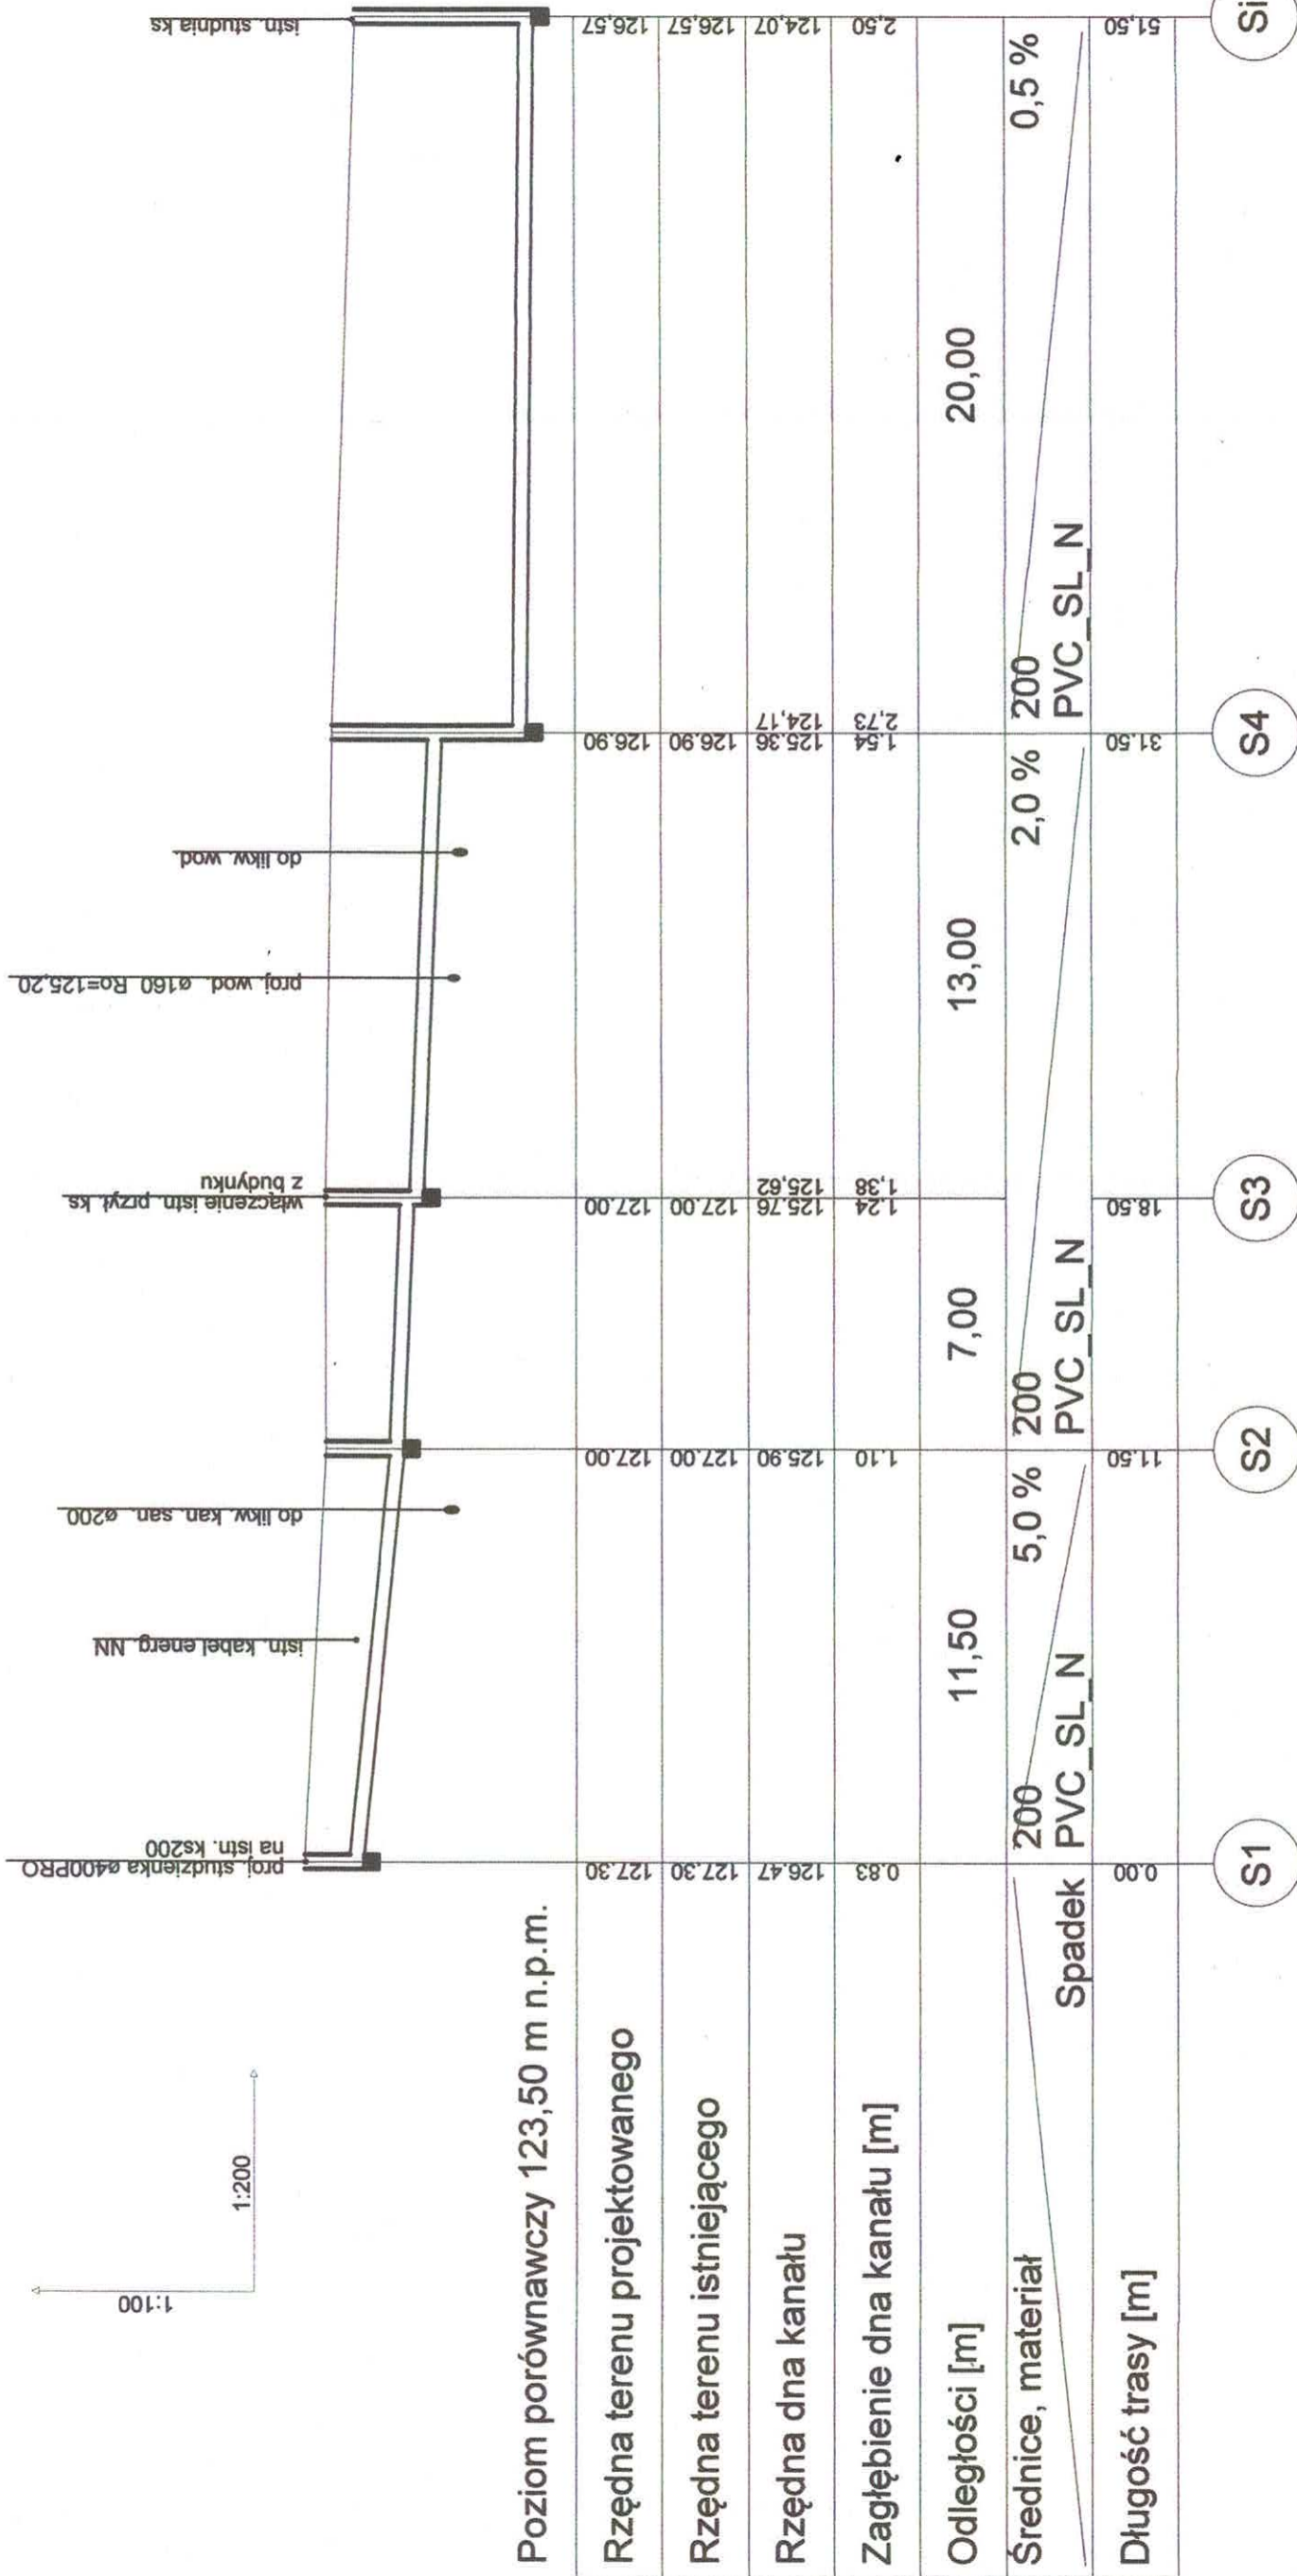 1:100
1:200
proj. studzienka ø400PRO
na istn. ks200
istn. kabel energ. NN
do likw. kan. san. ø200
włączenie istn. przył. ks
z budynku
proj. wod. ø160 Ro=125,20
do likw. wod.
istn. studnia ks
Poziom porównawczy 123,50 m n.p.m.
Rzędna terenu projektowanego
127.30
127.00
127.00
126.90
126,57
Rzędna terenu istniejącego
127.30
127.00
127.00
126.90
126,57
Rzędna dna kanału
126.47
125.90
125.76
125,62
125.36
124,17
124,07
Zagłębienie dna kanału [m]
0.83
1.10
1.24
1,38
1.54
2,73
2,50
Odległości [m]
11,50
7,00
13,00
20,00
Średnice, materiał
Spadek
200
PVC_SL_N
5,0 %
200
PVC_SL_N
2,0 %
200
PVC_SL_N
0,5 %
Długość trasy [m]
0.00
11.50
18.50
31.50
51,50
S1
S2
S3
S4
Si